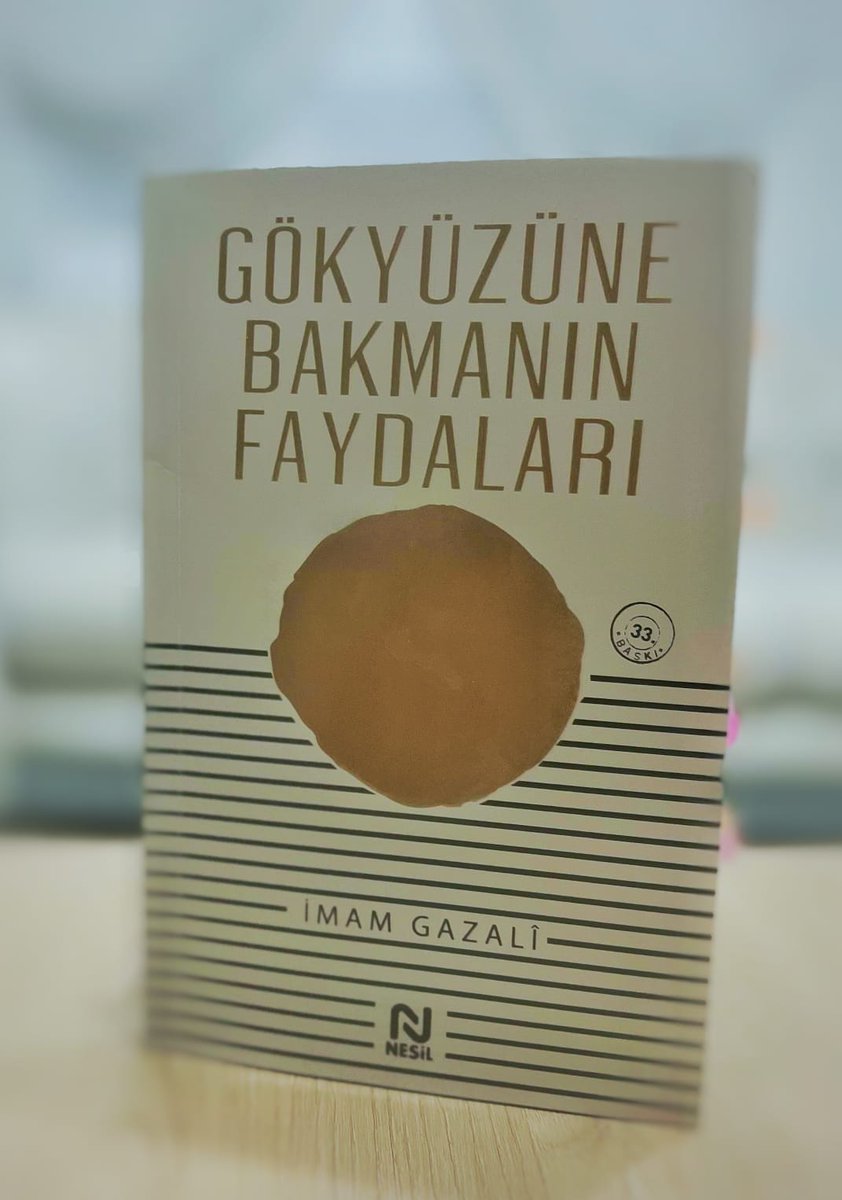 GÖKYÜZÜNE
BAKMANIN
FAYDALARI
33.
BASKI
İMAM GAZALÎ
NESİL